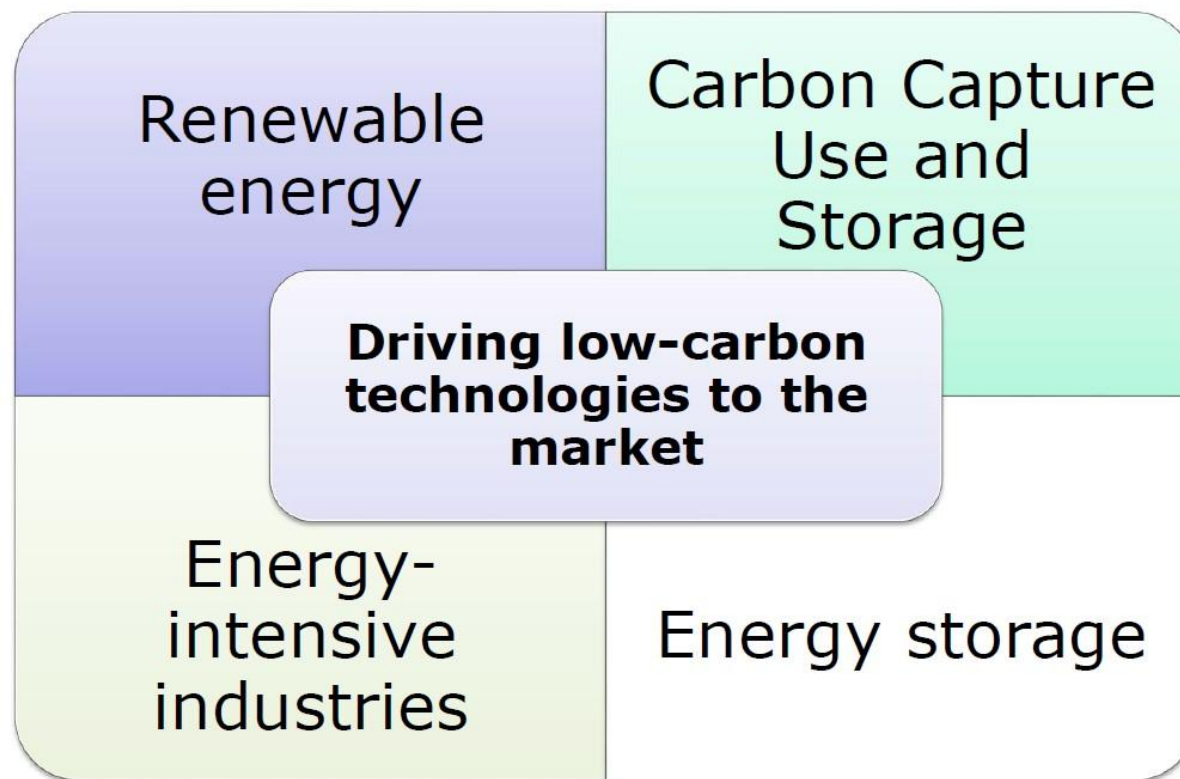 Renewable
energy
Carbon Capture
Use and
Storage
Driving low-carbon
technologies to the
market
Energy-
intensive
industries
Energy storage